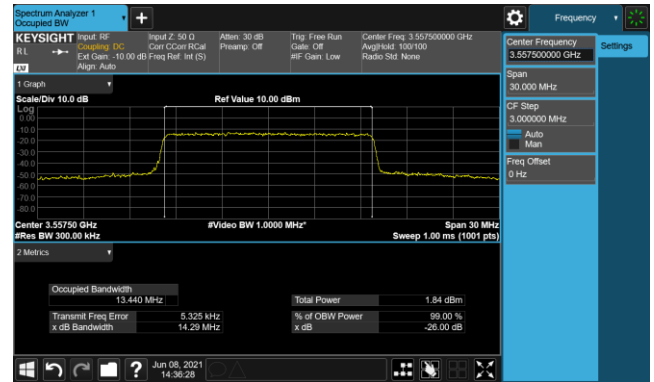 Spectrum Analyzer 1
Occupied BW
Frequency
KEYSIGHT
RL
LXI
Input: RF
Coupling: DC
Ext Gain: -10.00 dB
Align: Auto
Input Z: 50 Ω
Corr CCorr RCal
Freq Ref: Int (S)
Atten: 30 dB
Preamp: Off
Trig: Free Run
Gate: Off
#IF Gain: Low
Center Freq: 3.557500000 GHz
Avg|Hold: 100/100
Radio Std: None
Center Frequency
3.557500000 GHz
Settings
Span
30.000 MHz
CF Step
3.000000 MHz
Auto
Man
Freq Offset
0 Hz
1 Graph
Scale/Div 10.0 dB
Ref Value 10.00 dBm
Log
0.00
-10.0
-20.0
-30.0
-40.0
-50.0
-60.0
-70.0
-80.0
Center 3.55750 GHz
#Video BW 1.0000 MHz*
Span 30 MHz
#Res BW 300.00 kHz
Sweep 1.00 ms (1001 pts)
2 Metrics
Occupied Bandwidth
13.440 MHz
Total Power
1.84 dBm
Transmit Freq Error
5.325 kHz
% of OBW Power
99.00 %
x dB Bandwidth
14.29 MHz
x dB
-26.00 dB
?
Jun 08, 2021
14:36:28